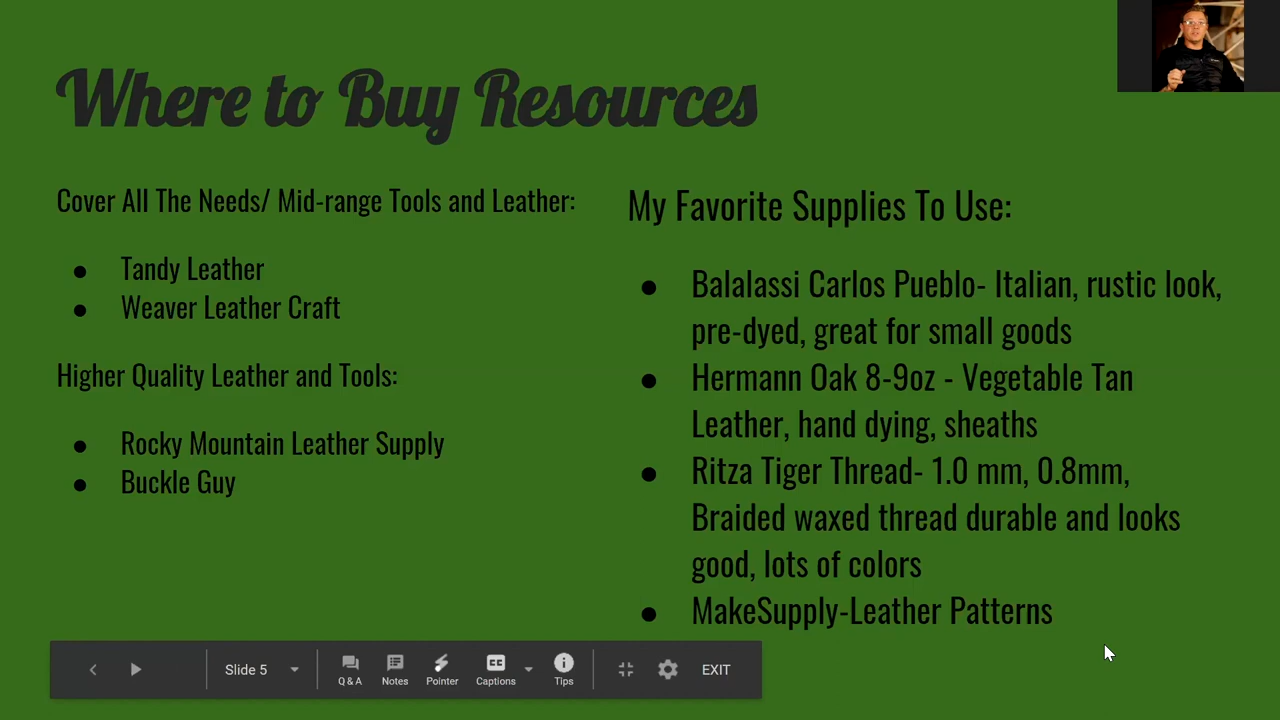 Where to Buy Resources
Cover All The Needs/ Mid-range Tools and Leather:
● Tandy Leather
● Weaver Leather Craft
Higher Quality Leather and Tools:
● Rocky Mountain Leather Supply
● Buckle Guy
My Favorite Supplies To Use:
● Balalassi Carlos Pueblo- Italian, rustic look,
pre-dyed, great for small goods
● Hermann Oak 8-9oz - Vegetable Tan
Leather, hand dying, sheaths
● Ritza Tiger Thread- 1.0 mm, 0.8mm,
Braided waxed thread durable and looks
good, lots of colors
● MakeSupply-Leather Patterns
Slide 5
Q & A
Notes
Pointer
CC
Captions
Tips
EXIT